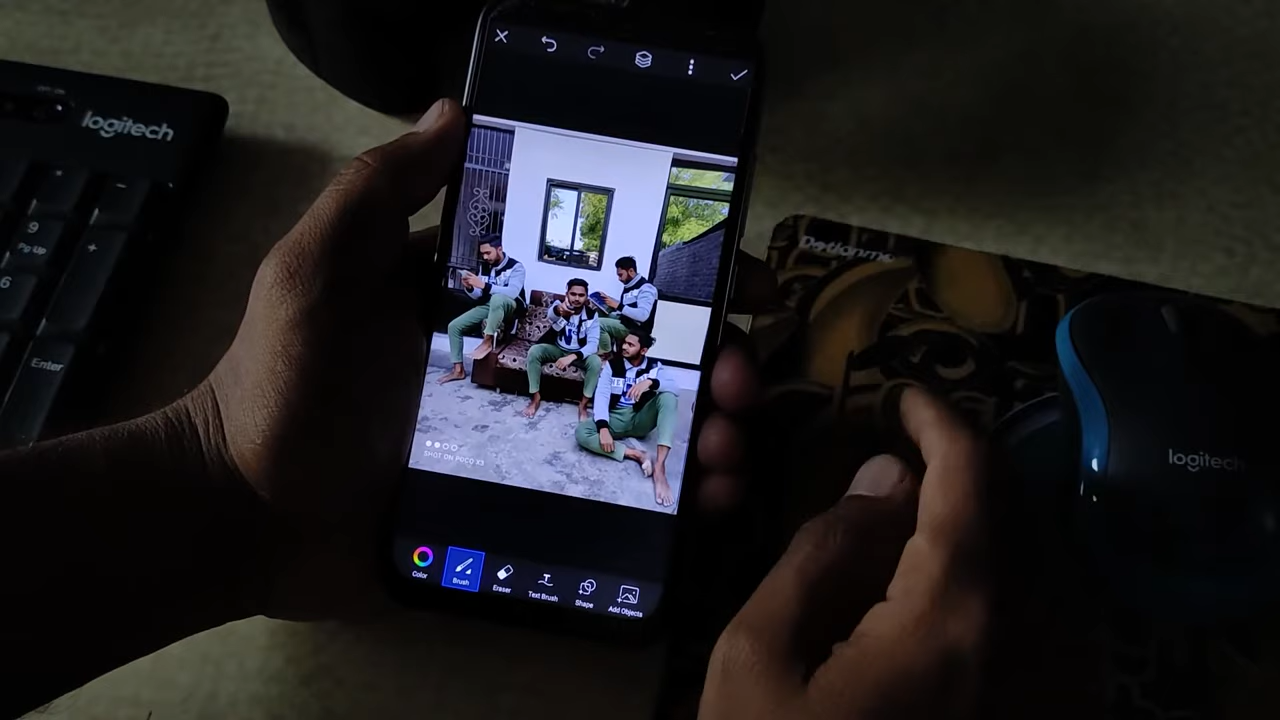 logitech
9
Pg Up
6
+
-
Enter
SHOT ON POCO X3
Color
Brush
Eraser
Text Brush
Shape
Add Objects
logitech